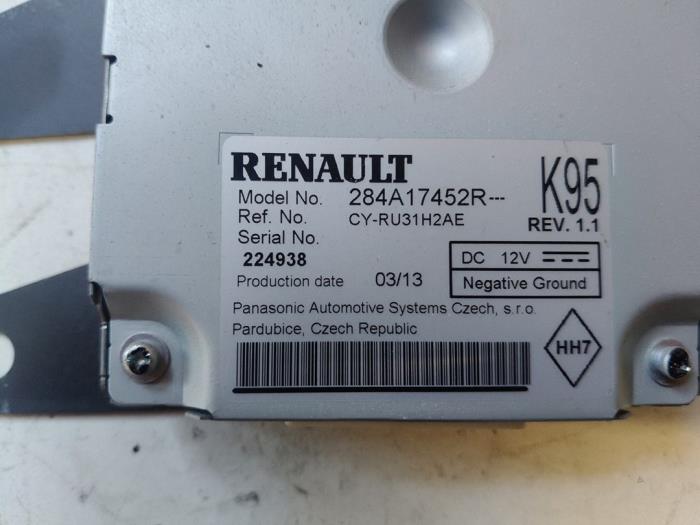 RENAULT
Model No. 284A17452R---
K95
Ref. No. CY-RU31H2AE
REV. 1.1
Serial No.
224938
DC 12V
Production date 03/13
Negative Ground
Panasonic Automotive Systems Czech, s.r.o.
Pardubice, Czech Republic
HH7